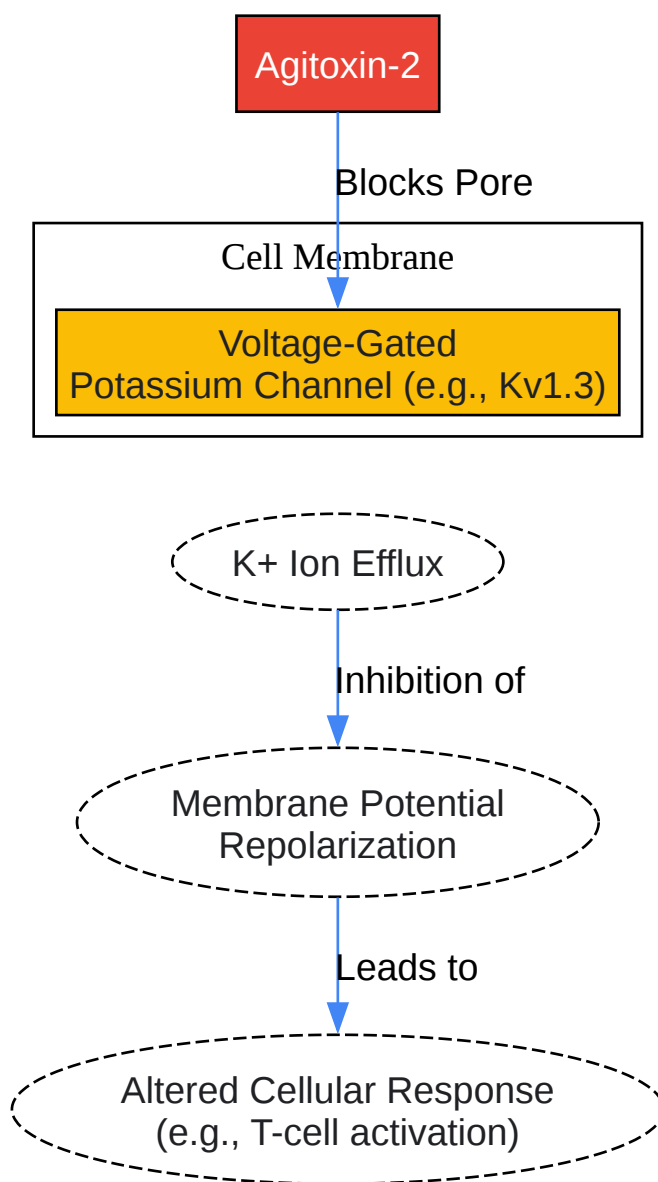 Agitoxin-2
Blocks Pore
Cell Membrane
Voltage-Gated
Potassium Channel (e.g., Kv1.3)
K+ Ion Efflux
Inhibition of
Membrane Potential
Repolarization
Leads to
Altered Cellular Response
(e.g., T-cell activation)